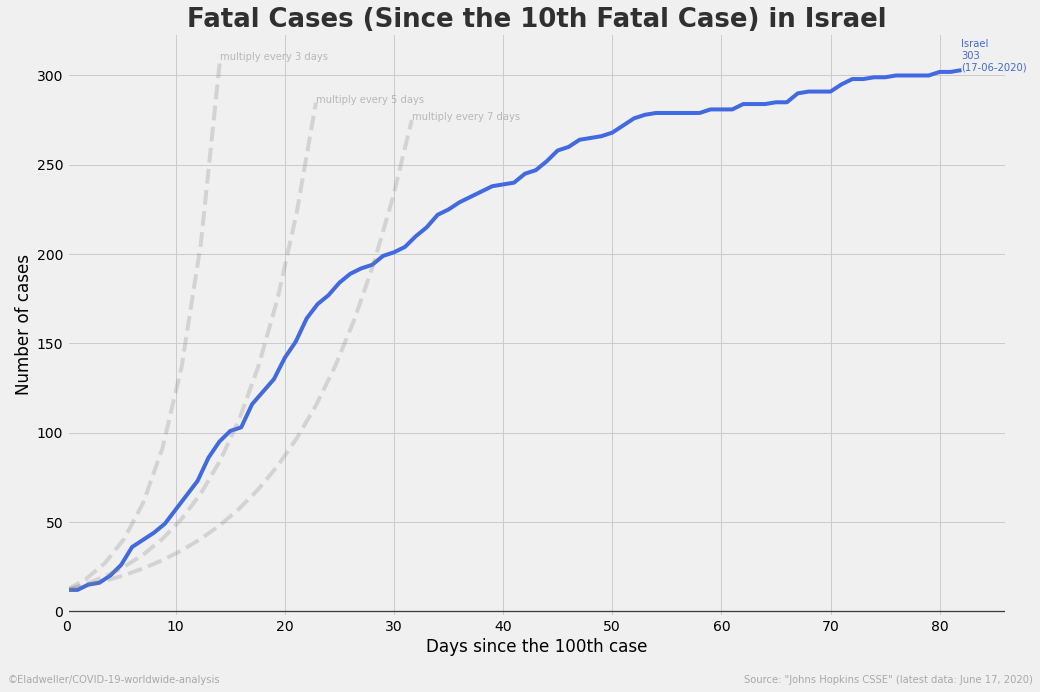 Fatal Cases (Since the 10th Fatal Case) in Israel
Israel
303
(17-06-2020)
multiply every 3 days
multiply every 5 days
multiply every 7 days
Number of cases
300
250
200
150
100
50
0
0 10 20 30 40 50 60 70 80
Days since the 100th case
©Eladweller/COVID-19-worldwide-analysis
Source: "Johns Hopkins CSSE" (latest data: June 17, 2020)